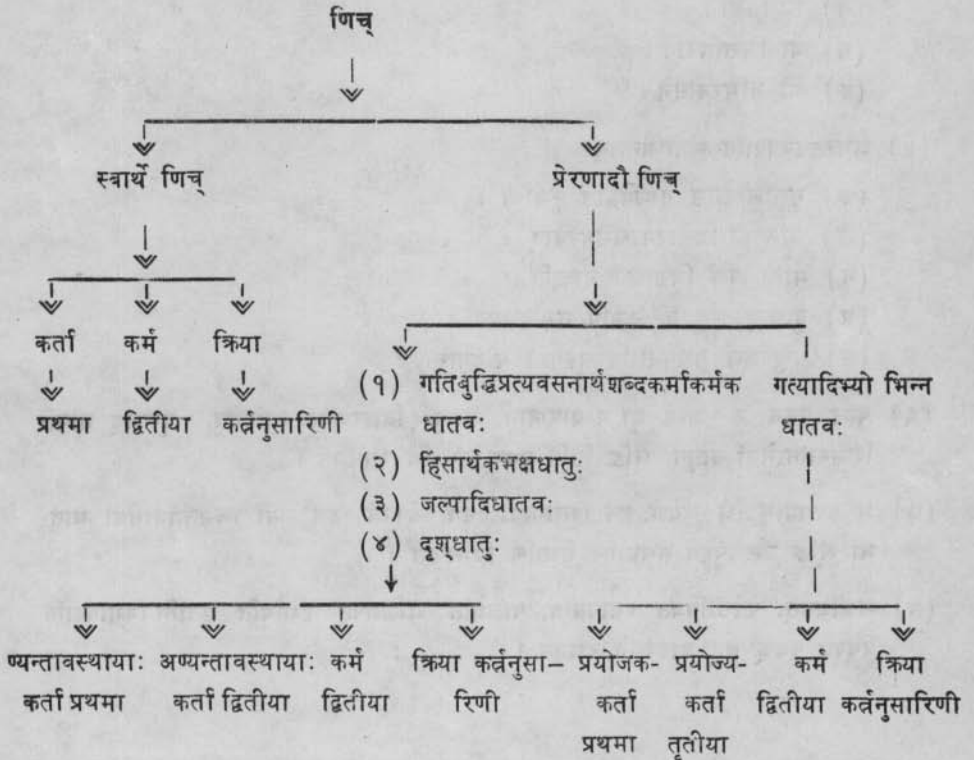 णिच्
स्वार्थे णिच् प्रेरणादौ णिच्
कर्ता कर्म क्रिया
प्रथमा द्वितीया कर्त्रनुसारिणी
(१) गतिबुद्धिप्रत्यवसनार्थशब्दकर्माकर्मक गत्यादिभ्यो भिन्न
धातवः धातवः
(२) हिंसार्थकभक्षधातुः
(३) जल्पादिधातवः
(४) दृश्धातुः
ण्यन्तावस्थायाः अण्यन्तावस्थायाः कर्म क्रिया कर्त्रनुसा– प्रयोजक- प्रयोज्य- कर्म क्रिया
कर्ता प्रथमा कर्ता द्वितीया द्वितीया रिणी कर्ता कर्ता द्वितीया कर्त्रनुसारिणी
प्रथमा तृतीया